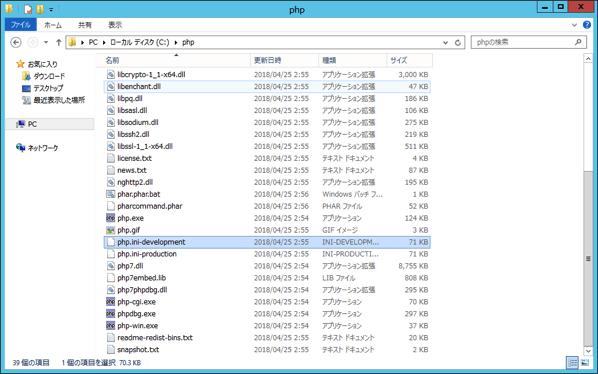 php
ファイル ホーム 共有 表示
PC ローカル ディスク (C:) php phpの検索
名前 更新日時 種類 サイズ
お気に入り
ダウンロード
デスクトップ
最近表示した場所
PC
ネットワーク
libcrypto-1_1-x64.dll 2018/04/25 2:55 アプリケーション拡張 3,000 KB
libenchant.dll 2018/04/25 2:55 アプリケーション拡張 47 KB
libpq.dll 2018/04/25 2:55 アプリケーション拡張 186 KB
libsasl.dll 2018/04/25 2:55 アプリケーション拡張 106 KB
libsodium.dll 2018/04/25 2:55 アプリケーション拡張 275 KB
libssh2.dll 2018/04/25 2:55 アプリケーション拡張 219 KB
libssl-1_1-x64.dll 2018/04/25 2:55 アプリケーション拡張 511 KB
license.txt 2018/04/25 2:55 テキスト ドキュメント 4 KB
news.txt 2018/04/25 2:55 テキスト ドキュメント 87 KB
nghttp2.dll 2018/04/25 2:55 アプリケーション拡張 195 KB
phar.phar.bat 2018/04/25 2:56 Windows バッチ フ... 1 KB
pharcommand.phar 2018/04/25 2:56 PHAR ファイル 52 KB
php.exe 2018/04/25 2:54 アプリケーション 124 KB
php.gif 2018/04/25 2:55 GIF イメージ 3 KB
php.ini-development 2018/04/25 2:55 INI-DEVELOPM... 71 KB
php.ini-production 2018/04/25 2:55 INI-PRODUCTI... 71 KB
php7.dll 2018/04/25 2:54 アプリケーション拡張 8,755 KB
php7embed.lib 2018/04/25 2:54 LIB ファイル 808 KB
php7phpdbg.dll 2018/04/25 2:54 アプリケーション拡張 295 KB
php-cgi.exe 2018/04/25 2:54 アプリケーション 70 KB
phpdbg.exe 2018/04/25 2:54 アプリケーション 297 KB
php-win.exe 2018/04/25 2:54 アプリケーション 37 KB
readme-redist-bins.txt 2018/04/25 2:55 テキスト ドキュメント 20 KB
snapshot.txt 2018/04/25 2:55 テキスト ドキュメント 2 KB
39 個の項目 1 個の項目を選択 70.3 KB